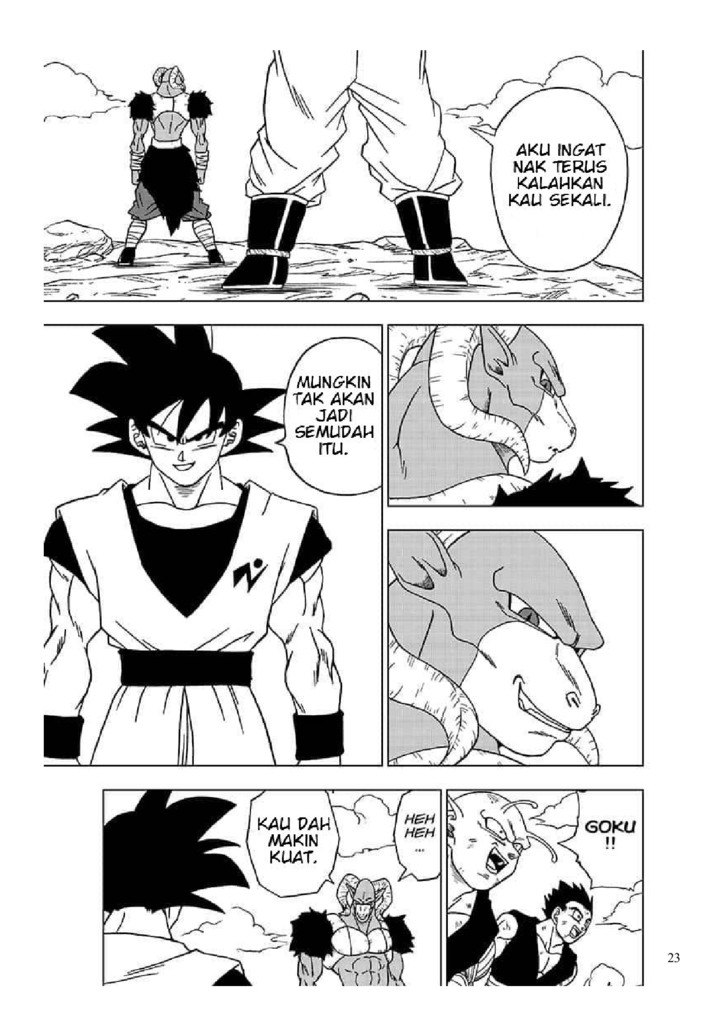 AKU INGAT
NAK TERUS
KALAHKAN
KAU SEKALI.
MUNGKIN
TAK AKAN
JADI
SEMUDAH
ITU.
KAU DAH
MAKIN
KUAT.
HEH
HEH
...
GOKU
!!
23